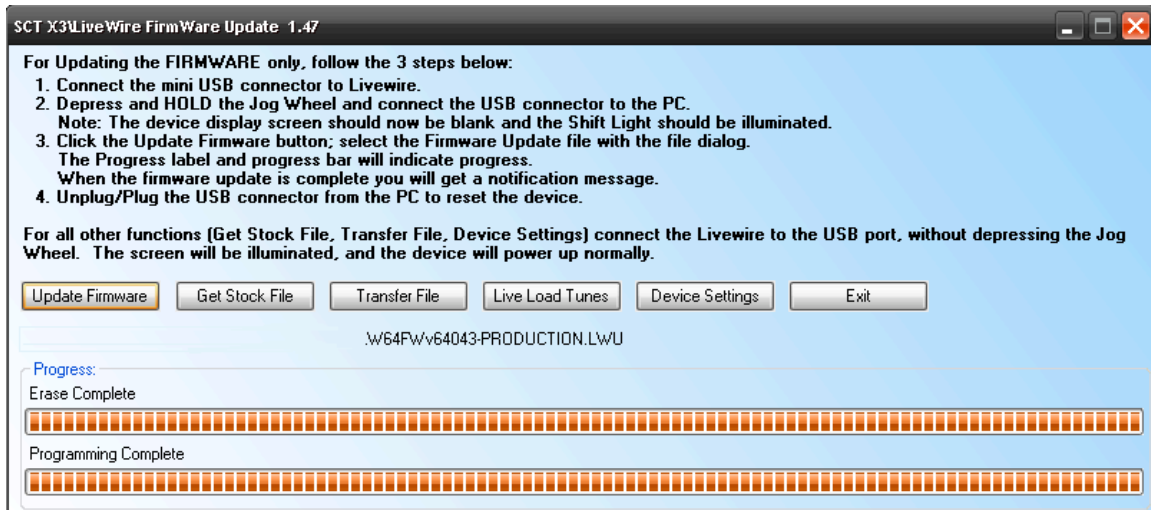 SCT X3\LiveWire FirmWare Update 1.47
For Updating the FIRMWARE only, follow the 3 steps below:
1. Connect the mini USB connector to Livewire.
2. Depress and HOLD the Jog Wheel and connect the USB connector to the PC.
Note: The device display screen should now be blank and the Shift Light should be illuminated.
3. Click the Update Firmware button; select the Firmware Update file with the file dialog.
The Progress label and progress bar will indicate progress.
When the firmware update is complete you will get a notification message.
4. Unplug/Plug the USB connector from the PC to reset the device.
For all other functions (Get Stock File, Transfer File, Device Settings) connect the Livewire to the USB port, without depressing the Jog
Wheel. The screen will be illuminated, and the device will power up normally.
Update Firmware Get Stock File Transfer File Live Load Tunes Device Settings Exit
.W64FWv64043-PRODUCTION.LWU
Progress:
Erase Complete
Programming Complete